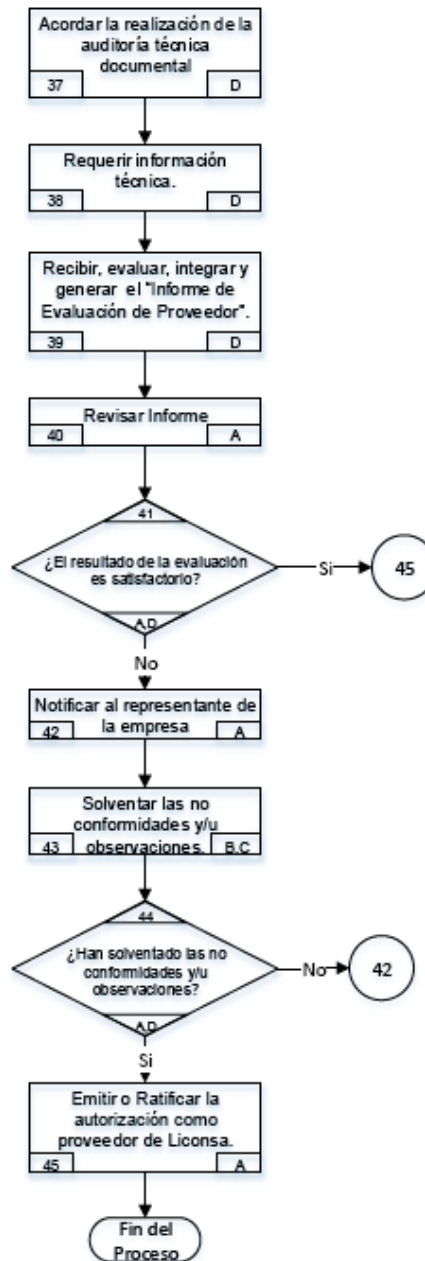 Acordar la realización de la
auditoría técnica
documental
37 D
Requerir información
técnica.
38 D
Recibir, evaluar, integrar y
generar el "Informe de
Evaluación de Proveedor".
39 D
Revisar Informe
40 A
41
¿El resultado de la evaluación
es satisfactorio?
A,D
Si
45
No
Notificar al representante de
la empresa
42 A
Solventar las no
conformidades y/u
observaciones.
43 B.C
44
¿Han solventado las no
conformidades y/u
observaciones?
A,D
No
42
Si
Emitir o Ratificar la
autorización como
proveedor de Liconsa.
45 A
Fin del
Proceso